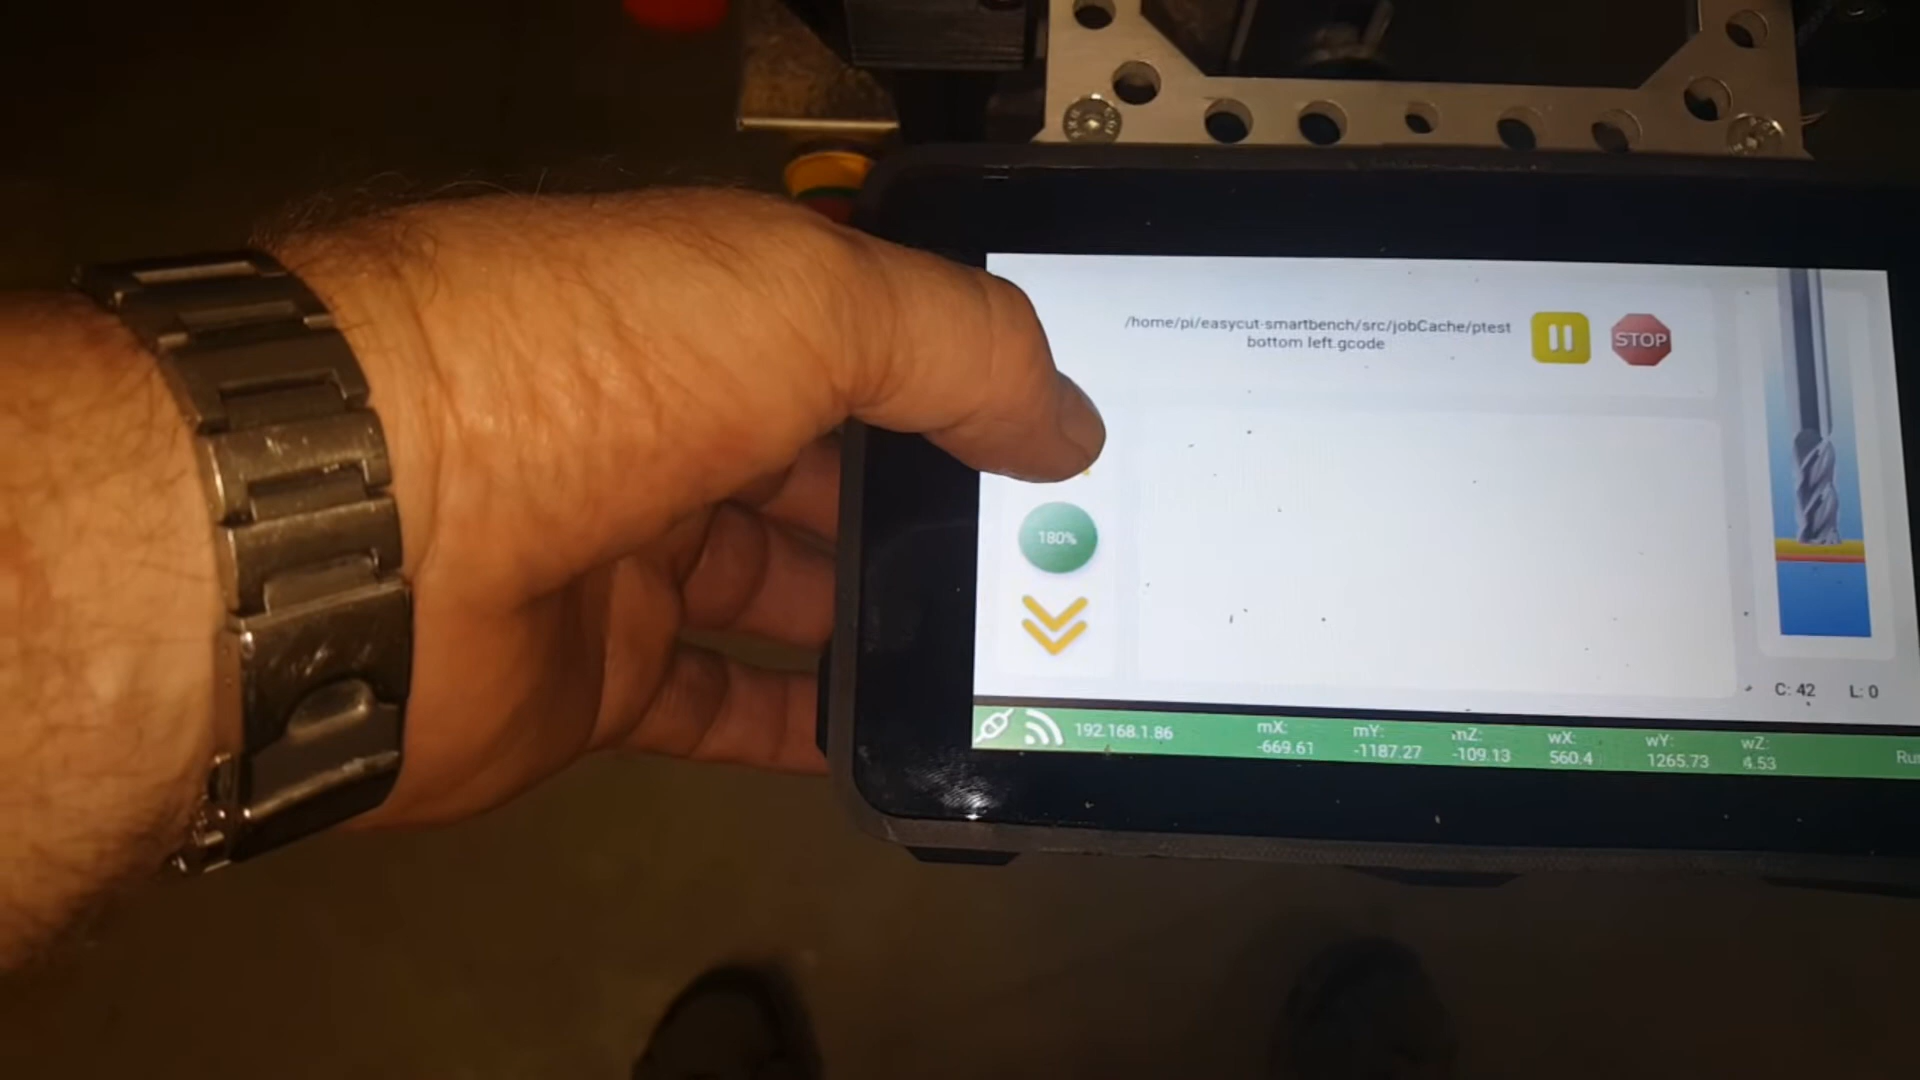 /home/pi/easycut-smartbench/src/jobCache/ptest
bottom left.gcode
STOP
180%
C: 42 L: 0
192.168.1.86
mX: mY: mZ: wX: wY: wZ:
-669.61 -1187.27 -109.13 560.4 1265.73 4.53